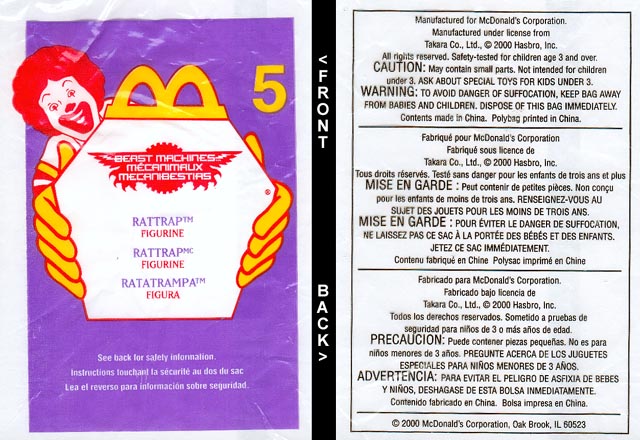 5
BEAST MACHINES
MÉCANIMAUX
MECANIBESTIAS
®
RATTRAP™
FIGURINE
RATTRAPMC
FIGURINE
RATATRAMPA™
FIGURA
See back for safety information.
Instructions touchant la sécurité au dos du sac
Lea el reverso para información sobre seguridad.
< FRONT
BACK >
Manufactured for McDonald's Corporation.
Manufactured under license from
Takara Co., Ltd., © 2000 Hasbro, Inc.
All rights reserved. Safety-tested for children age 3 and over.
CAUTION: May contain small parts. Not intended for children
under 3. ASK ABOUT SPECIAL TOYS FOR KIDS UNDER 3.
WARNING: TO AVOID DANGER OF SUFFOCATION, KEEP BAG AWAY
FROM BABIES AND CHILDREN. DISPOSE OF THIS BAG IMMEDIATELY.
Contents made in China. Polybag printed in China.
Fabriqué pour McDonald's Corporation
Fabriqué sous licence de
Takara Co., Ltd., © 2000 Hasbro, Inc.
Tous droits réservés. Testé sans danger pour les enfants de trois ans et plus
MISE EN GARDE : Peut contenir de petites pièces. Non conçu
pour les enfants de moins de trois ans. RENSEIGNEZ-VOUS AU
SUJET DES JOUETS POUR LES MOINS DE TROIS ANS.
MISE EN GARDE : POUR ÉVITER LE DANGER DE SUFFOCATION,
NE LAISSEZ PAS CE SAC À LA PORTÉE DES BÉBÉS ET DES ENFANTS.
JETEZ CE SAC IMMÉDIATEMENT.
Contenu fabriqué en Chine Polysac imprimé en Chine
Fabricado para McDonald's Corporation.
Fabricado bajo licencia de
Takara Co., Ltd., © 2000 Hasbro, Inc.
Todos los derechos reservados. Sometido a pruebas de
seguridad para niños de 3 o más años de edad.
PRECAUCION: Puede contener piezas pequeñas. No es para
niños menores de 3 años. PREGUNTE ACERCA DE LOS JUGUETES
ESPECIALES PARA NIÑOS MENORES DE 3 AÑOS.
ADVERTENCIA: PARA EVITAR EL PELIGRO DE ASFIXIA DE BEBES
Y NIÑOS, DESHAGASE DE ESTA BOLSA INMEDIATAMENTE.
Contenido fabricado en China. Bolsa impresa en China.
© 2000 McDonald's Corporation, Oak Brook, IL 60523